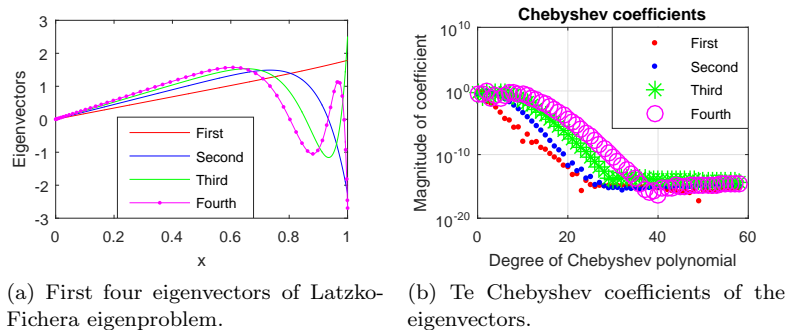 3
2
1
0
-1
-2
-3
Eigenvectors
First
Second
Third
Fourth
0 0.2 0.4 0.6 0.8 1
x
(a) First four eigenvectors of Latzko-
Fichera eigenproblem.
Chebyshev coefficients
10^10
10^0
10^-10
10^-20
Magnitude of coefficient
First
Second
Third
Fourth
0 20 40 60
Degree of Chebyshev polynomial
(b) Te Chebyshev coefficients of the
eigenvectors.